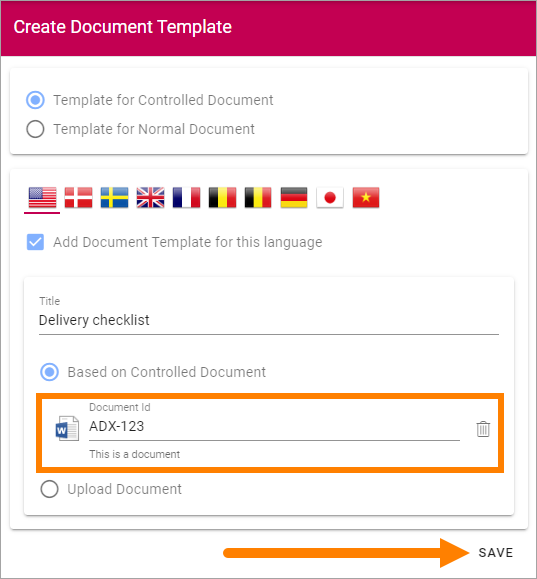 Create Document Template
Template for Controlled Document
Template for Normal Document
Add Document Template for this language
Title
Delivery checklist
Based on Controlled Document
Document Id
W
ADX-123
This is a document
Upload Document
SAVE